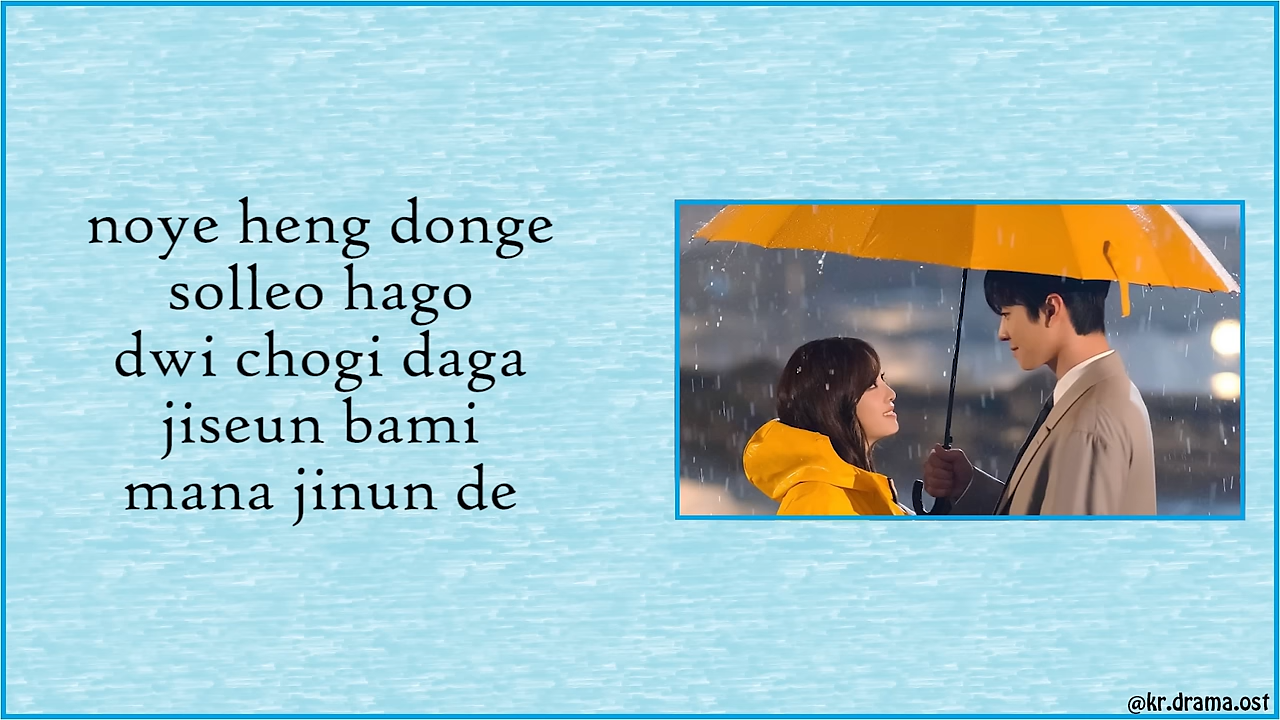 noye heng donge
solleo hago
dwi chogi daga
jiseun bami
mana jinun de
@kr.drama.ost